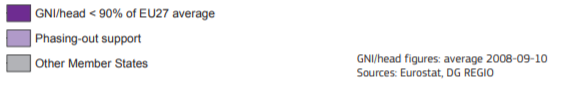 GNI/head < 90% of EU27 average
Phasing-out support
Other Member States
GNI/head figures: average 2008-09-10
Sources: Eurostat, DG REGIO